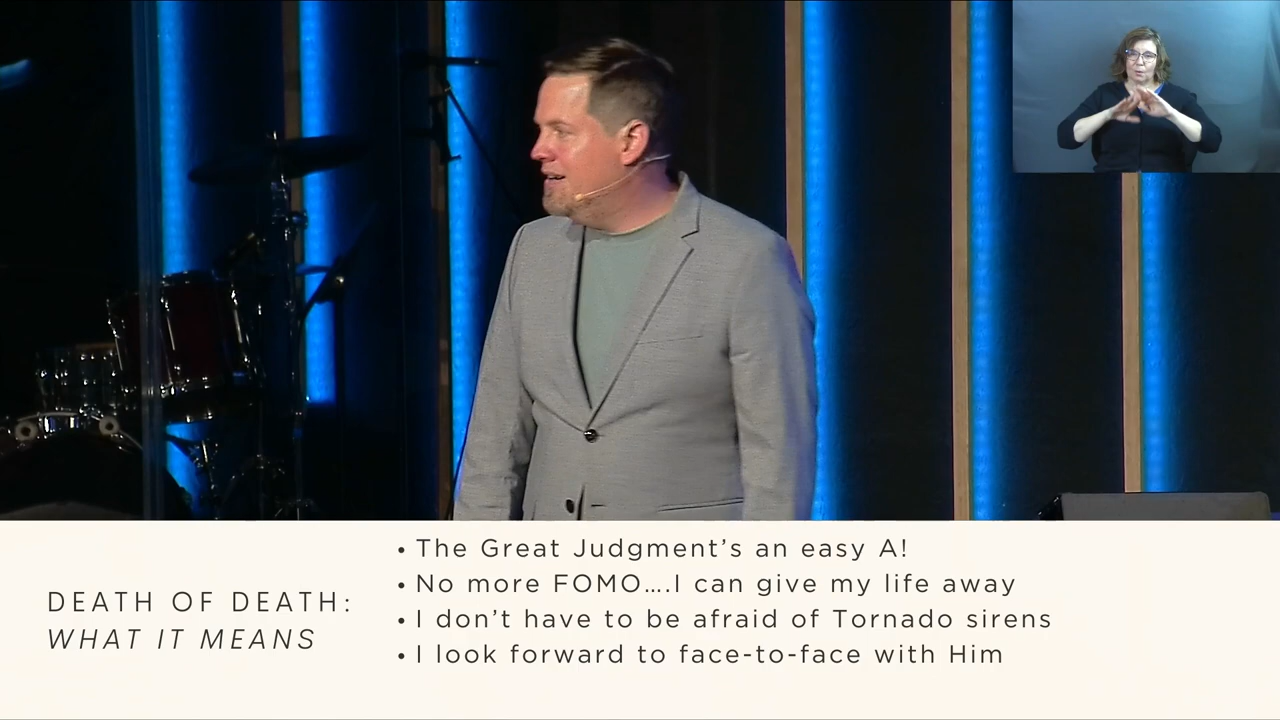 DEATH OF DEATH:
WHAT IT MEANS
• The Great Judgment’s an easy A!
• No more FOMO....I can give my life away
• I don’t have to be afraid of Tornado sirens
• I look forward to face-to-face with Him